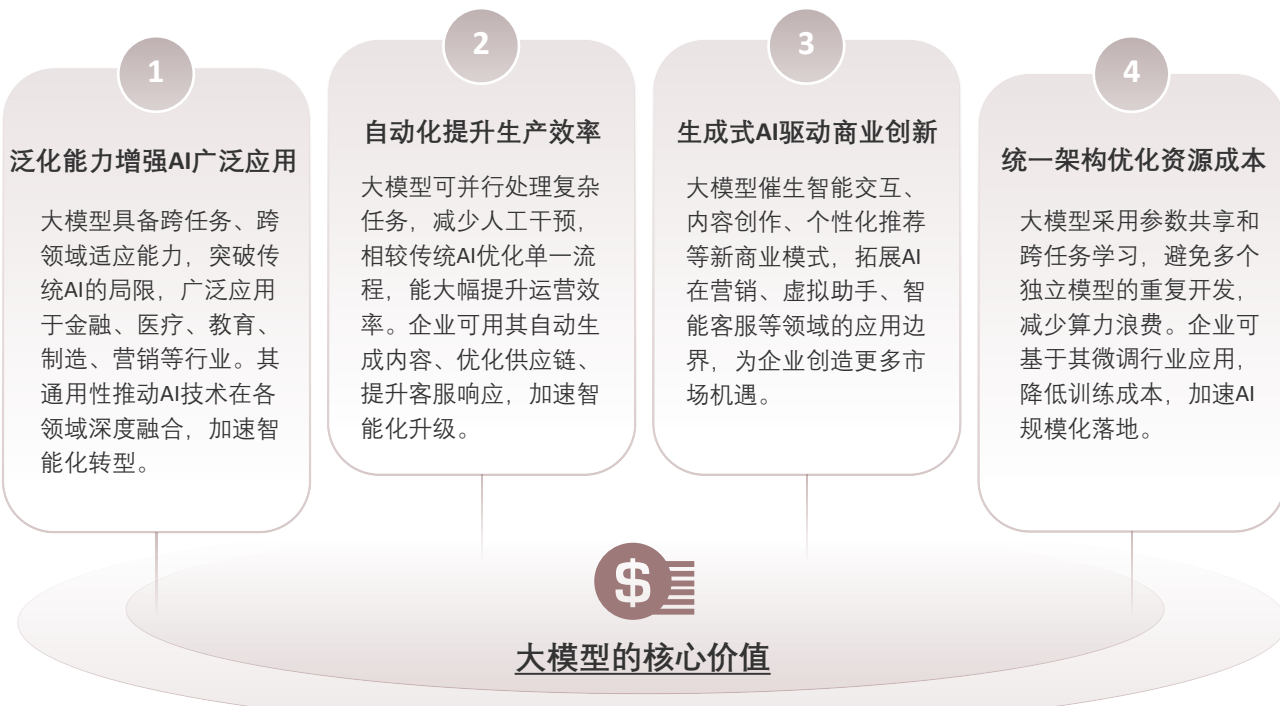 1
泛化能力增强AI广泛应用
大模型具备跨任务、跨
领域适应能力，突破传
统AI的局限，广泛应用
于金融、医疗、教育、
制造、营销等行业。其
通用性推动AI技术在各
领域深度融合，加速智
能化转型。
2
自动化提升生产效率
大模型可并行处理复杂
任务，减少人工干预，
相较传统AI优化单一流
程，能大幅提升运营效
率。企业可用其自动生
成内容、优化供应链、
提升客服响应，加速智
能化升级。
3
生成式AI驱动商业创新
大模型催生智能交互、
内容创作、个性化推荐
等新商业模式，拓展AI
在营销、虚拟助手、智
能客服等领域的应用边
界，为企业创造更多市
场机遇。
4
统一架构优化资源成本
大模型采用参数共享和
跨任务学习，避免多个
独立模型的重复开发，
减少算力浪费。企业可
基于其微调行业应用，
降低训练成本，加速AI
规模化落地。
$
大模型的核心价值